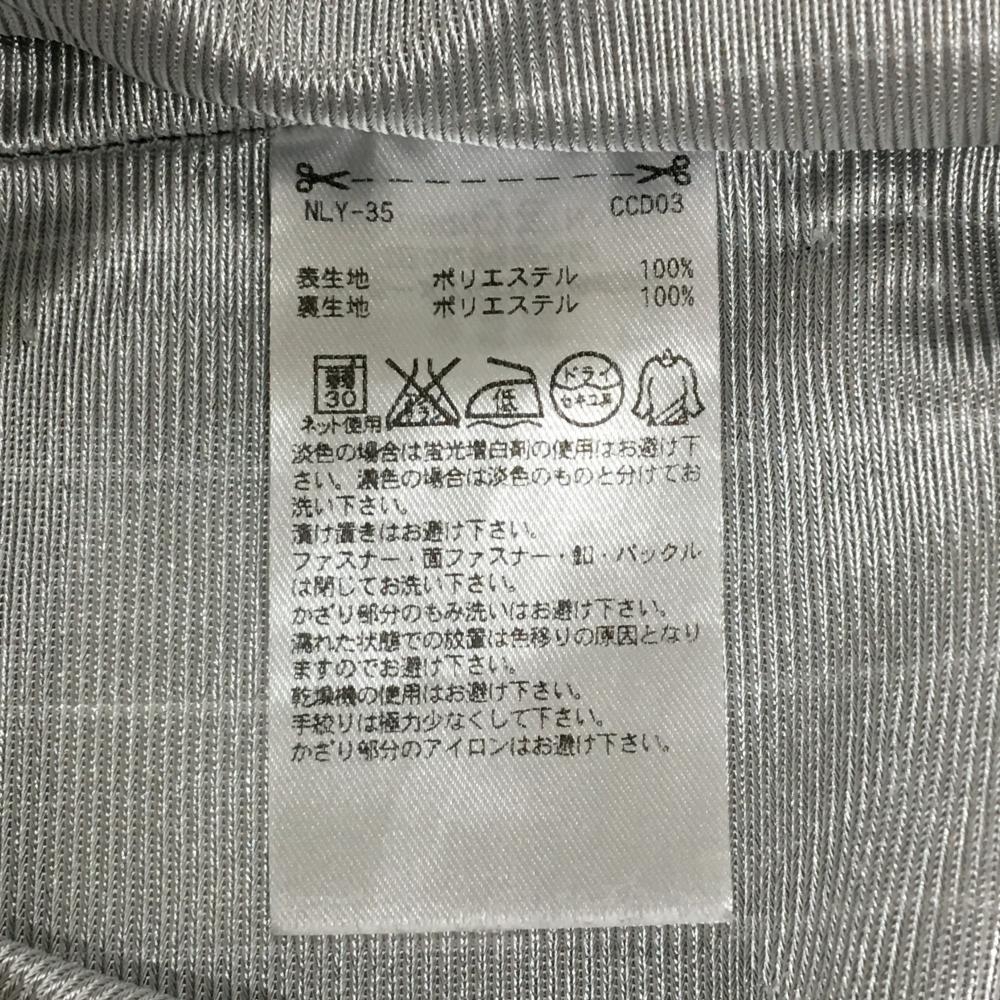 NLY-35 CCD03
表生地 ポリエステル 100%
裏生地 ポリエステル 100%
弱
30
ネット使用
低
ドライ
セキユ系
淡色の場合は蛍光増白剤の使用はお避け下
さい。濃色の場合は淡色のものと分けてお
洗い下さい。
漬け置きはお避け下さい。
ファスナー・面ファスナー・釦・バックル
は閉じてお洗い下さい。
かざり部分のもみ洗いはお避け下さい。
濡れた状態での放置は色移りの原因となり
ますのでお避け下さい。
乾燥機の使用はお避け下さい。
手絞りは極力少なくして下さい。
かざり部分のアイロンはお避け下さい。